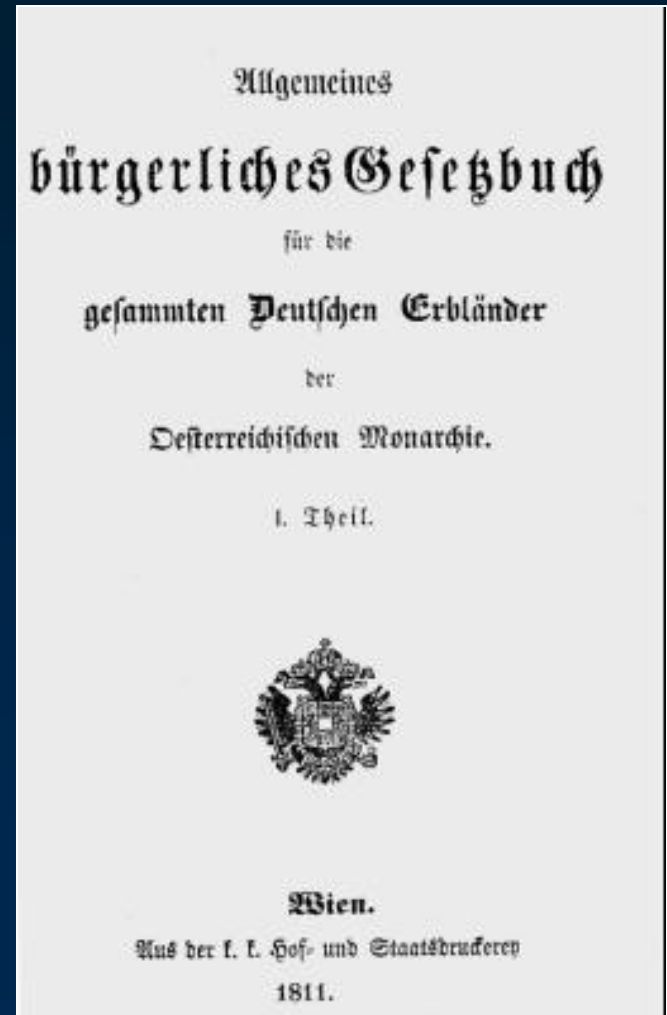 Allgemeines
bürgerliches Gesetzbuch
für die
gesammten Deutschen Erbländer
der
Oesterreichischen Monarchie.
I. Theil.
Wien.
Aus der k. k. Hof- und Staatsdruckerey
1811.